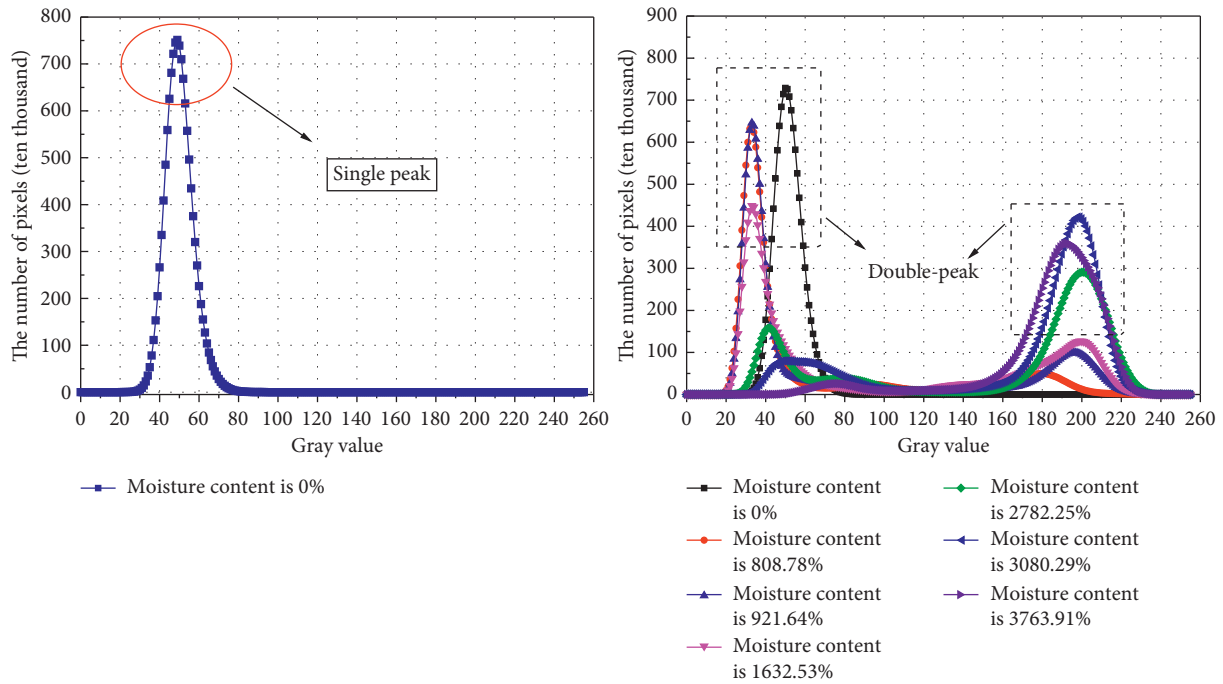 The number of pixels (ten thousand)
800
700
600
500
400
300
200
100
0
Single peak
0 20 40 60 80 100 120 140 160 180 200 220 240 260
Gray value
Moisture content is 0%
The number of pixels (ten thousand)
900
800
700
600
500
400
300
200
100
0
Double-peak
0 20 40 60 80 100 120 140 160 180 200 220 240 260
Gray value
Moisture content
is 0%
Moisture content
is 808.78%
Moisture content
is 921.64%
Moisture content
is 1632.53%
Moisture content
is 2782.25%
Moisture content
is 3080.29%
Moisture content
is 3763.91%